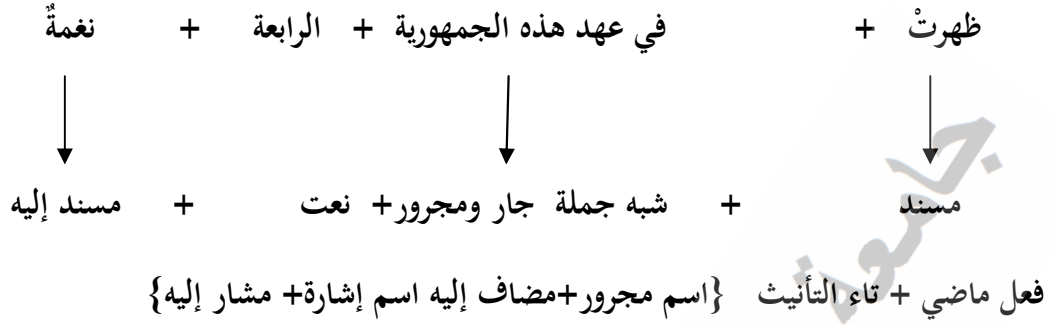 ظهرتْ + في عهد هذه الجمهورية + الرابعة + نغمةٌ
مسند + شبه جملة جار ومجرور+ نعت + مسند إليه
فعل ماضي + تاء التأنيث {اسم مجرور+مضاف إليه اسم إشارة+ مشار إليه}
جامعة